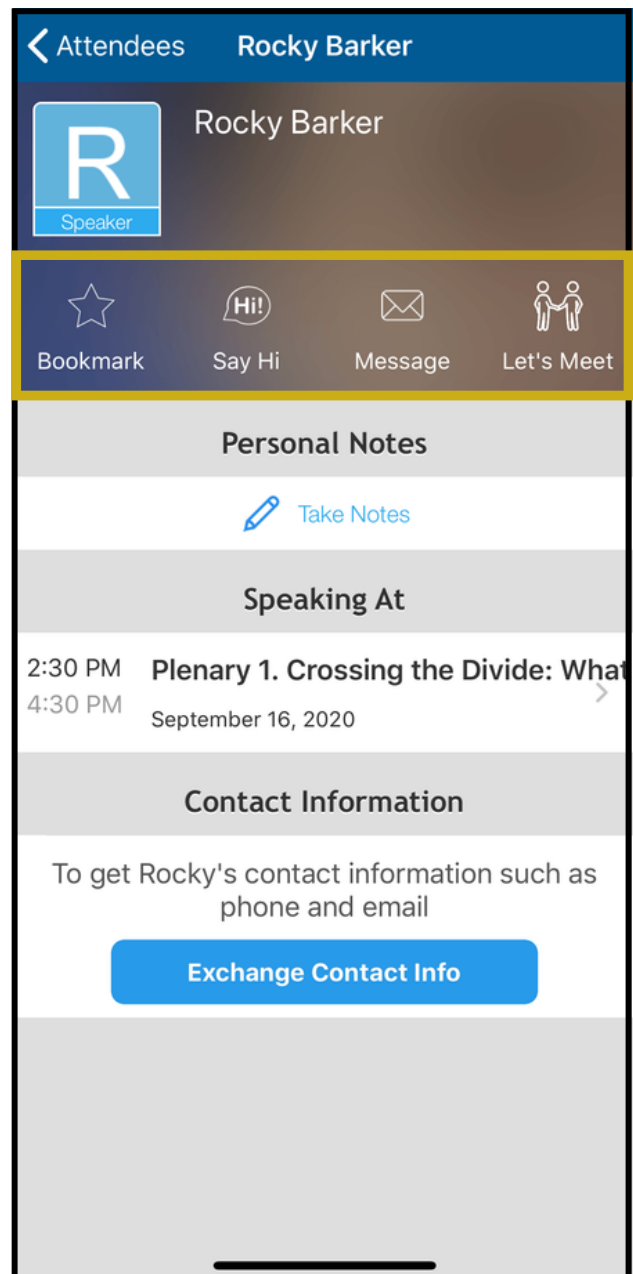 Attendees Rocky Barker
Rocky Barker
R
Speaker
Hi!
Bookmark Say Hi Message Let's Meet
Personal Notes
Take Notes
Speaking At
2:30 PM Plenary 1. Crossing the Divide: What
4:30 PM
September 16, 2020
Contact Information
To get Rocky's contact information such as
phone and email
Exchange Contact Info